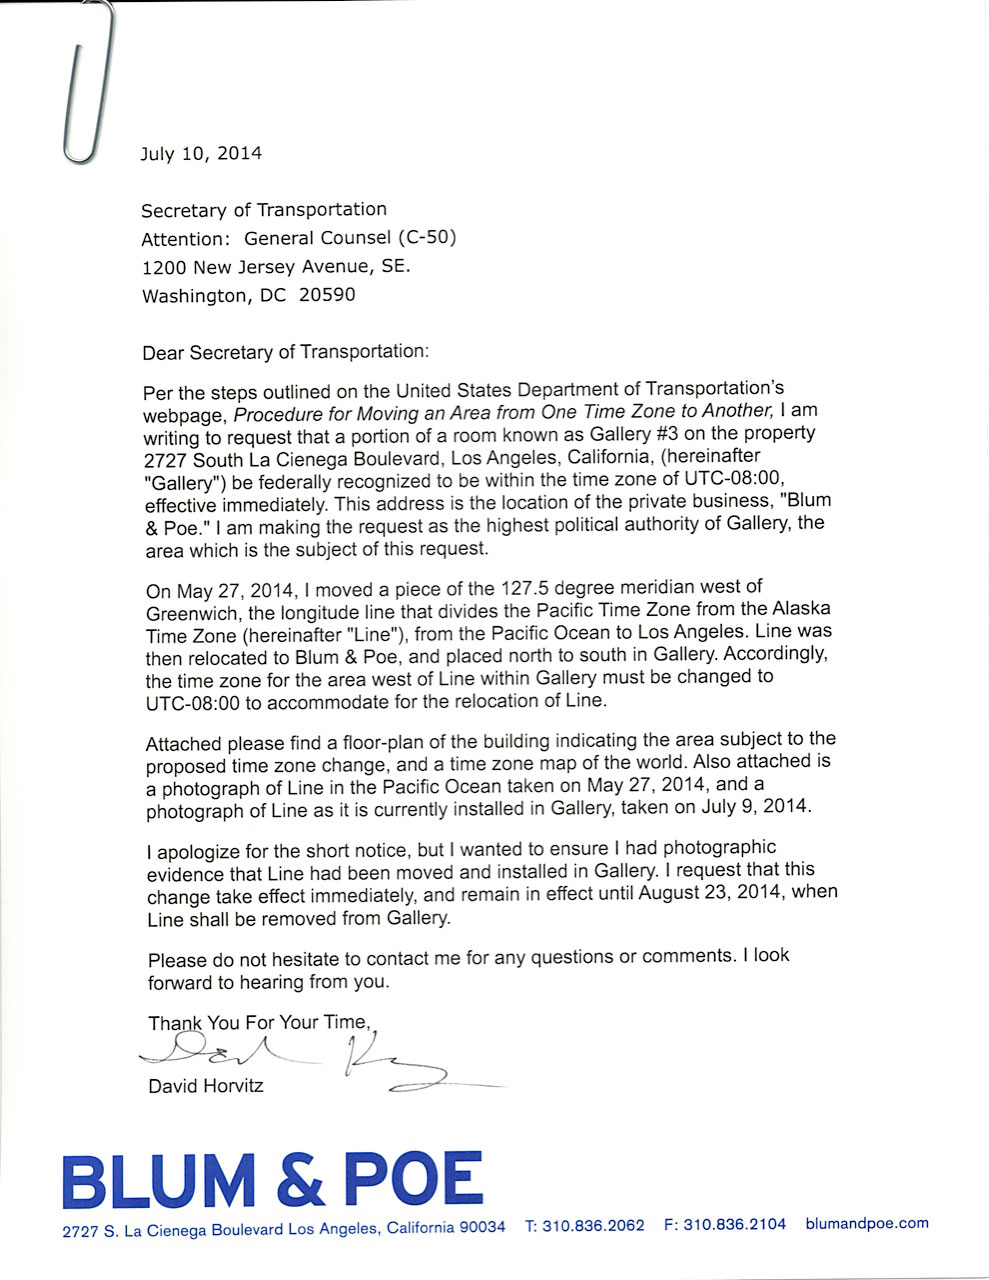 July 10, 2014
Secretary of Transportation
Attention:  General Counsel (C-50)
1200 New Jersey Avenue, SE.
Washington, DC  20590
Dear Secretary of Transportation:
Per the steps outlined on the United States Department of Transportation's
webpage, Procedure for Moving an Area from One Time Zone to Another, I am
writing to request that a portion of a room known as Gallery #3 on the property
2727 South La Cienega Boulevard, Los Angeles, California, (hereinafter
"Gallery") be federally recognized to be within the time zone of UTC-08:00,
effective immediately. This address is the location of the private business, "Blum
& Poe." I am making the request as the highest political authority of Gallery, the
area which is the subject of this request.
On May 27, 2014, I moved a piece of the 127.5 degree meridian west of
Greenwich, the longitude line that divides the Pacific Time Zone from the Alaska
Time Zone (hereinafter "Line"), from the Pacific Ocean to Los Angeles. Line was
then relocated to Blum & Poe, and placed north to south in Gallery. Accordingly,
the time zone for the area west of Line within Gallery must be changed to
UTC-08:00 to accommodate for the relocation of Line.
Attached please find a floor-plan of the building indicating the area subject to the
proposed time zone change, and a time zone map of the world. Also attached is
a photograph of Line in the Pacific Ocean taken on May 27, 2014, and a
photograph of Line as it is currently installed in Gallery, taken on July 9, 2014.
I apologize for the short notice, but I wanted to ensure I had photographic
evidence that Line had been moved and installed in Gallery. I request that this
change take effect immediately, and remain in effect until August 23, 2014, when
Line shall be removed from Gallery.
Please do not hesitate to contact me for any questions or comments. I look
forward to hearing from you.
Thank You For Your Time,
David Horvitz
BLUM & POE
2727 S. La Cienega Boulevard Los Angeles, California 90034  T: 310.836.2062  F: 310.836.2104  blumandpoe.com